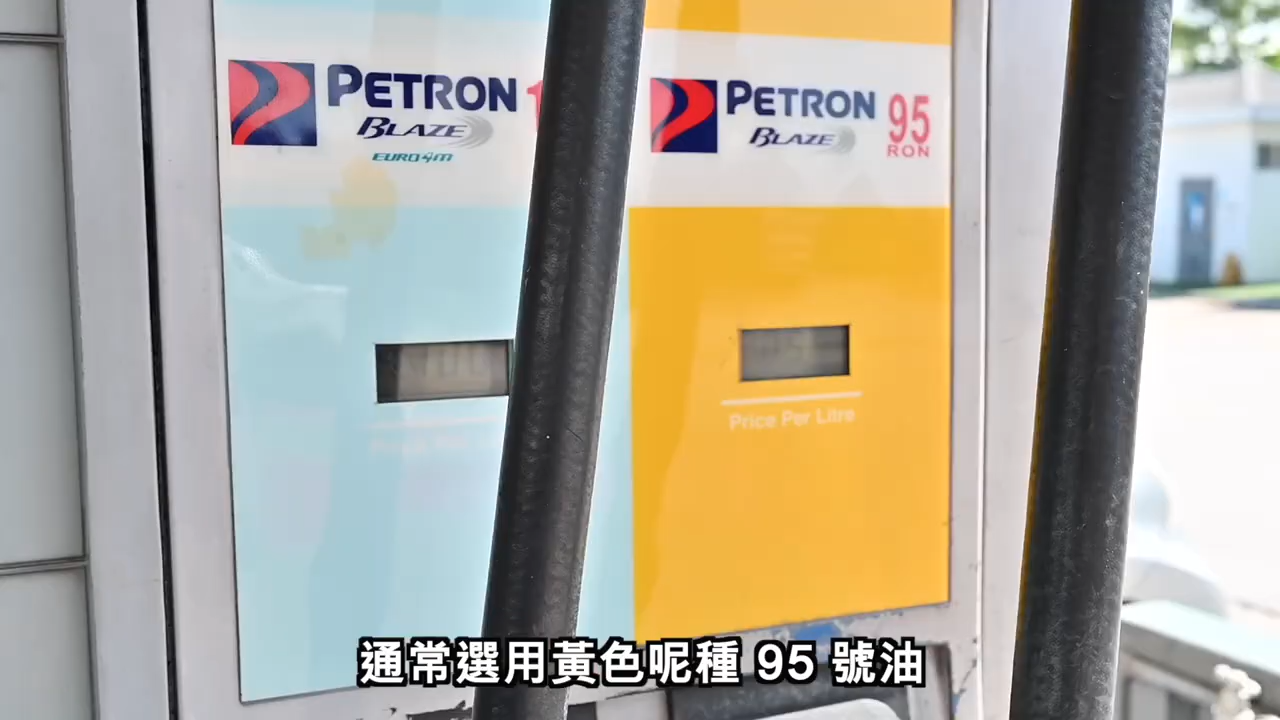 PETRON
BLAZE
EURO 4M
PETRON
BLAZE
95
RON
Price Per Litre
通常選用黃色呢種 95 號油